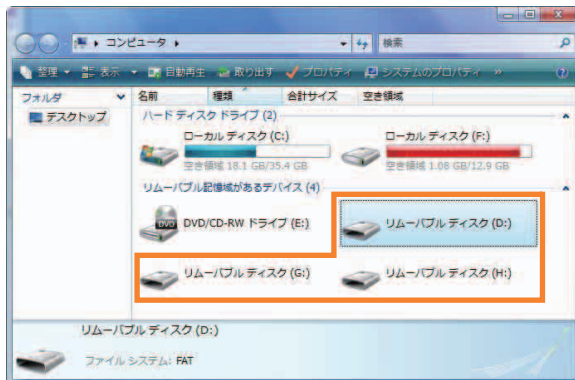 コンピュータ
検索
整理 表示 自動再生 取り出す プロパティ システムのプロパティ »
フォルダ 名前 種類 合計サイズ 空き領域
デスクトップ
ハード ディスク ドライブ (2)
ローカル ディスク (C:) ローカル ディスク (F:)
空き領域 18.1 GB/35.4 GB 空き領域 1.08 GB/12.9 GB
リムーバブル記憶域があるデバイス (4)
DVD
DVD/CD-RW ドライブ (E:) リムーバブル ディスク (D:)
リムーバブル ディスク (G:) リムーバブル ディスク (H:)
リムーバブル ディスク (D:)
ファイル システム: FAT